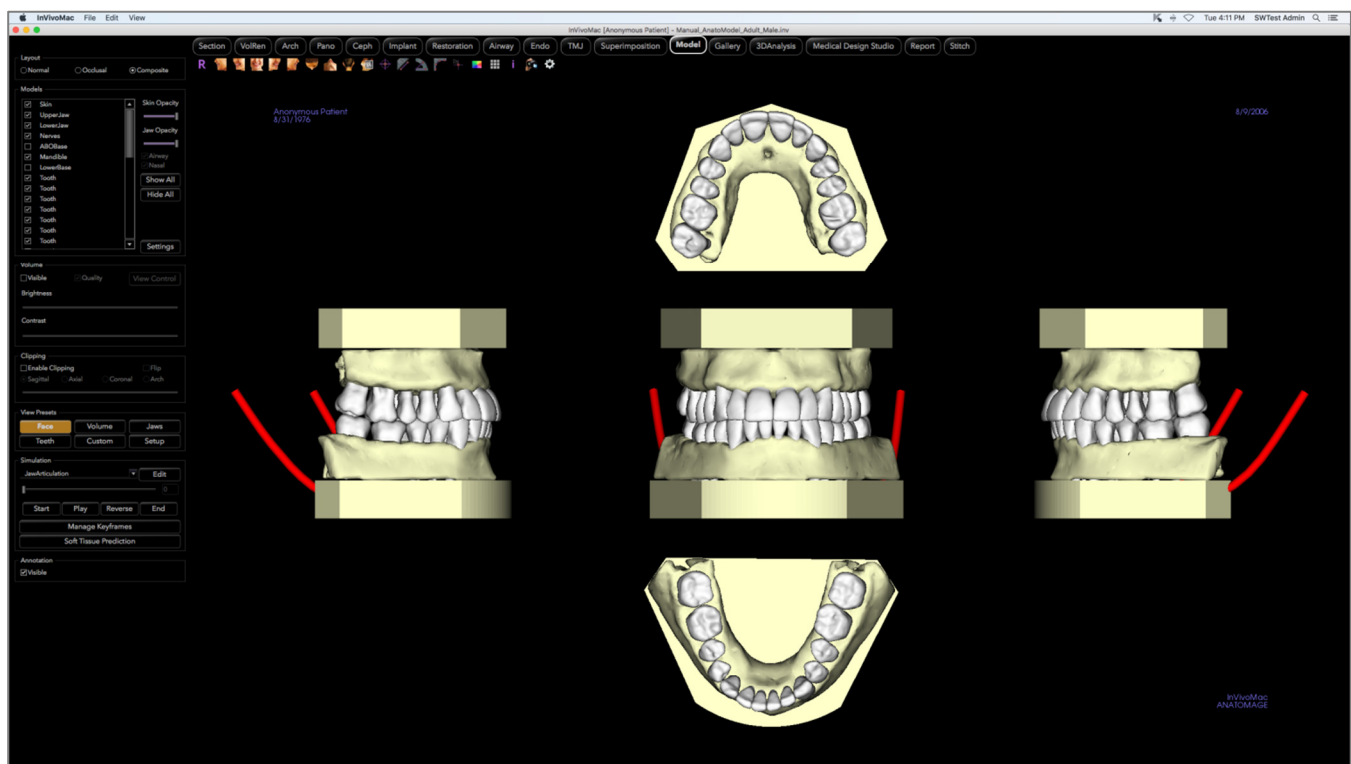 InVivoMac File Edit View
Tue 4:11 PM SWTest Admin
InVivoMac [Anonymous Patient] - Manual_AnatoModel_Adult_Male.inv
Section VolRen Arch Pano Ceph Implant Restoration Airway Endo TMJ Superimposition Model Gallery 3DAnalysis Medical Design Studio Report Stitch
R
i
Layout
Normal Occlusal Composite
Models
Skin
UpperJaw
LowerJaw
Nerves
ABOBase
Mandible
LowerBase
Tooth
Tooth
Tooth
Tooth
Tooth
Tooth
Tooth
Skin Opacity
Jaw Opacity
Airway
Nasal
Show All
Hide All
Settings
Volume
Visible Quality View Control
Brightness
Contrast
Clipping
Enable Clipping Flip
Sagittal Axial Coronal Arch
View Presets
Face Volume Jaws
Teeth Custom Setup
Simulation
JawArticulation Edit
0
Start Play Reverse End
Manage Keyframes
Soft Tissue Prediction
Annotation
Visible
Anonymous Patient
8/31/1976
8/9/2006
InVivoMac
ANATOMAGE